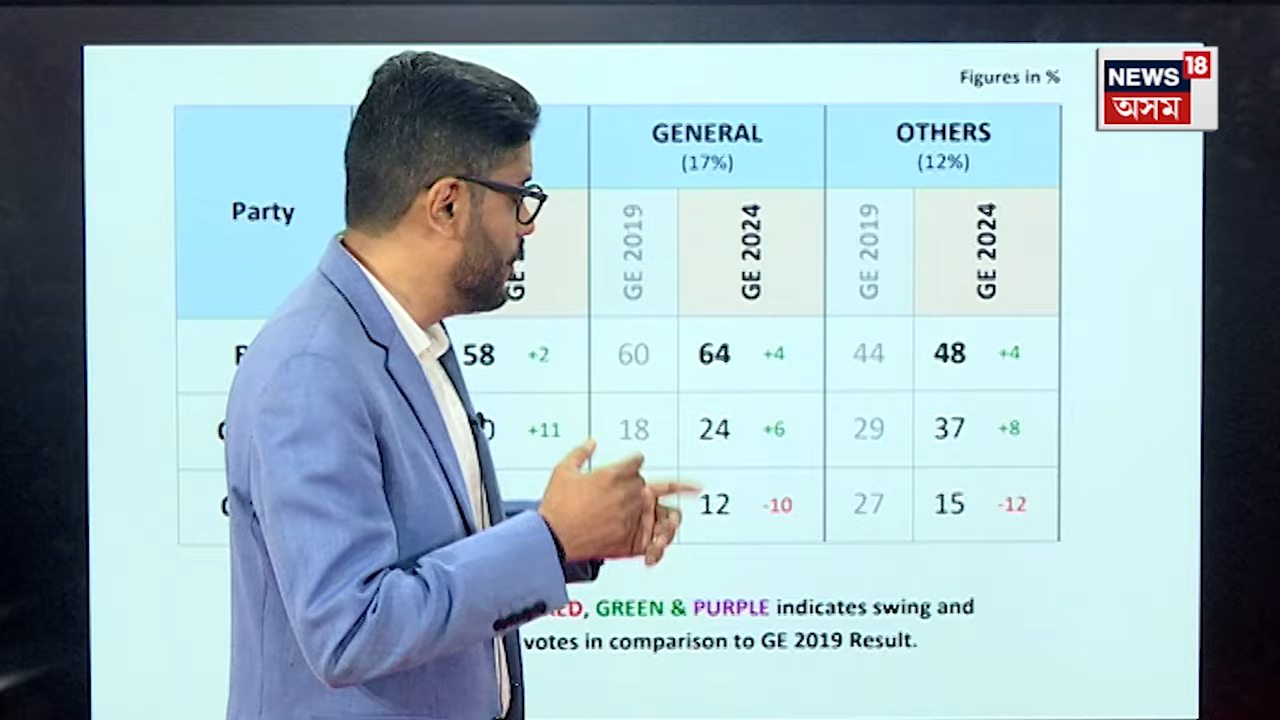 Figures in %
NEWS 18
অসম
Party
GENERAL
(17%)
OTHERS
(12%)
GE 2019
GE 2024
GE 2019
GE 2024
58 +2 60 64 +4 44 48 +4
+11 18 24 +6 29 37 +8
12 -10 27 15 -12
GREEN & PURPLE indicates swing and
votes in comparison to GE 2019 Result.